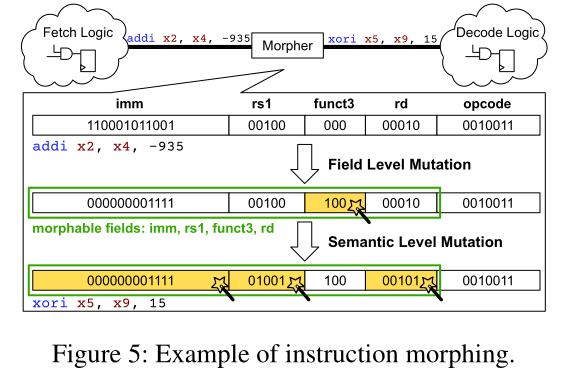 Fetch Logic addi x2, x4, -935 Morpher xori x5, x9, 15 Decode Logic
imm rs1 funct3 rd opcode
110001011001 00100 000 00010 0010011
addi x2, x4, -935
Field Level Mutation
000000001111 00100 100 00010 0010011
morphable fields: imm, rs1, funct3, rd
Semantic Level Mutation
000000001111 01001 100 00101 0010011
xori x5, x9, 15
Figure 5: Example of instruction morphing.